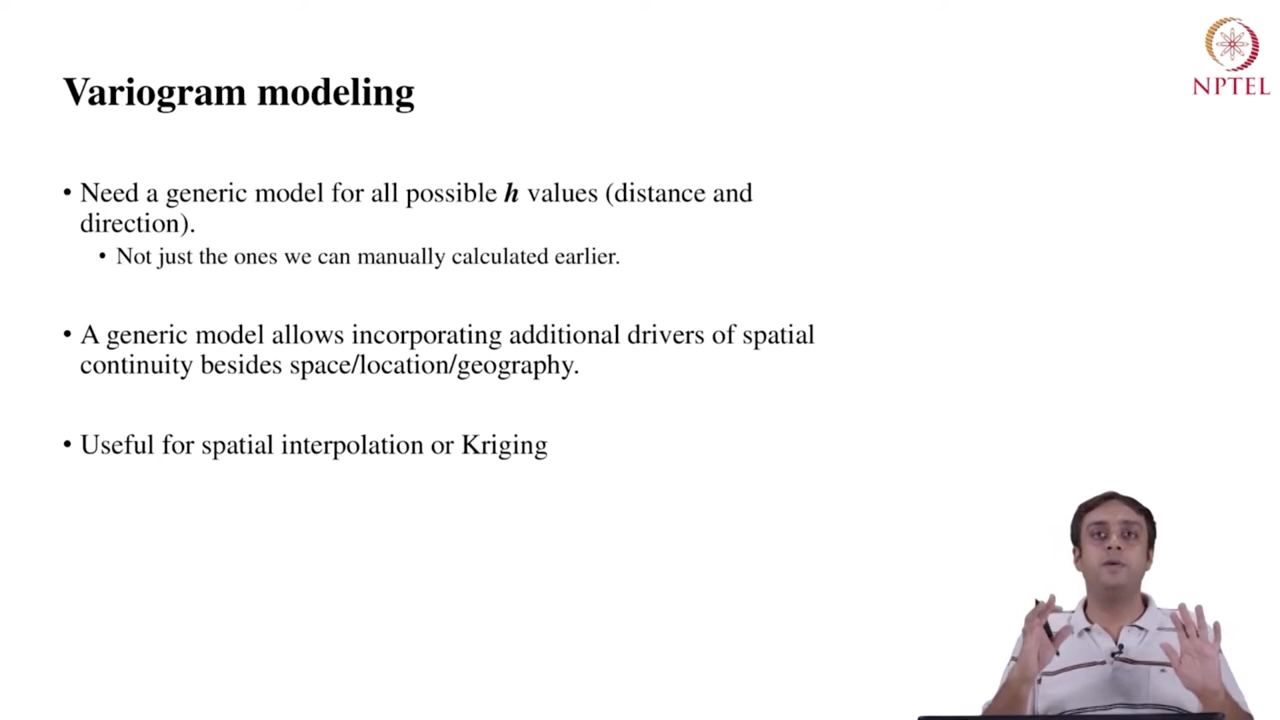 NPTEL
Variogram modeling
• Need a generic model for all possible h values (distance and
direction).
• Not just the ones we can manually calculated earlier.
• A generic model allows incorporating additional drivers of spatial
continuity besides space/location/geography.
• Useful for spatial interpolation or Kriging